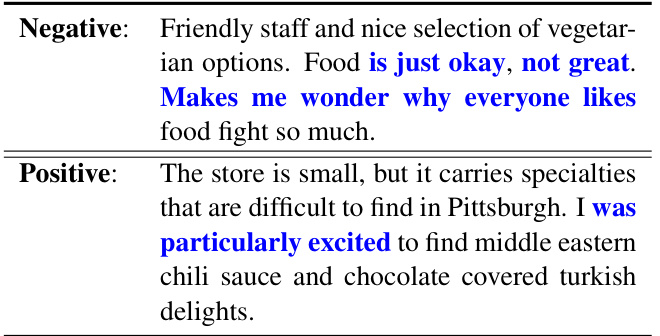 Negative: Friendly staff and nice selection of vegetar-
ian options. Food is just okay, not great.
Makes me wonder why everyone likes
food fight so much.
Positive: The store is small, but it carries specialties
that are difficult to find in Pittsburgh. I was
particularly excited to find middle eastern
chili sauce and chocolate covered turkish
delights.